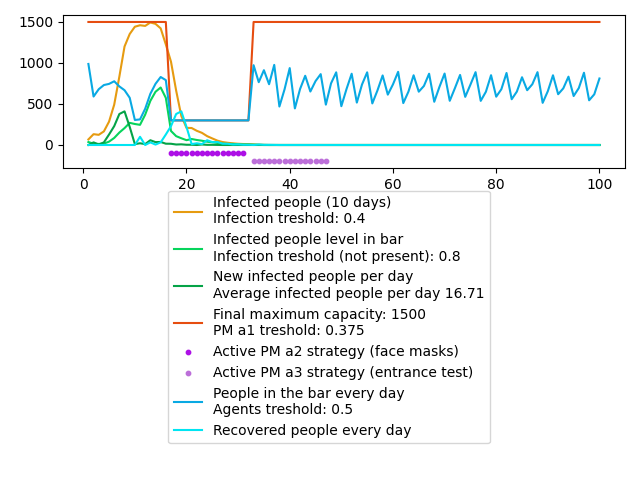 1500
1000
500
0
0 20 40 60 80 100
Infected people (10 days)
Infection treshold: 0.4
Infected people level in bar
Infection treshold (not present): 0.8
New infected people per day
Average infected people per day 16.71
Final maximum capacity: 1500
PM a1 treshold: 0.375
Active PM a2 strategy (face masks)
Active PM a3 strategy (entrance test)
People in the bar every day
Agents treshold: 0.5
Recovered people every day